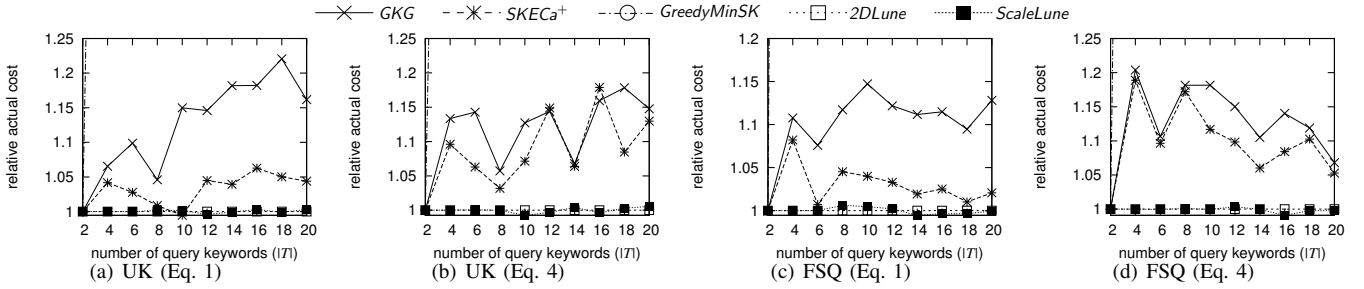 GKG SKECa+ GreedyMinSK 2DLune ScaleLune
relative actual cost
1.25
1.2
1.15
1.1
1.05
1
2 4 6 8 10 12 14 16 18 20
number of query keywords (|T|)
(a) UK (Eq. 1)
relative actual cost
1.3
1.25
1.2
1.15
1.1
1.05
1
2 4 6 8 10 12 14 16 18 20
number of query keywords (|T|)
(b) UK (Eq. 4)
relative actual cost
1.2
1.15
1.1
1.05
1
2 4 6 8 10 12 14 16 18 20
number of query keywords (|T|)
(c) FSQ (Eq. 1)
relative actual cost
1.25
1.2
1.15
1.1
1.05
1
2 4 6 8 10 12 14 16 18 20
number of query keywords (|T|)
(d) FSQ (Eq. 4)